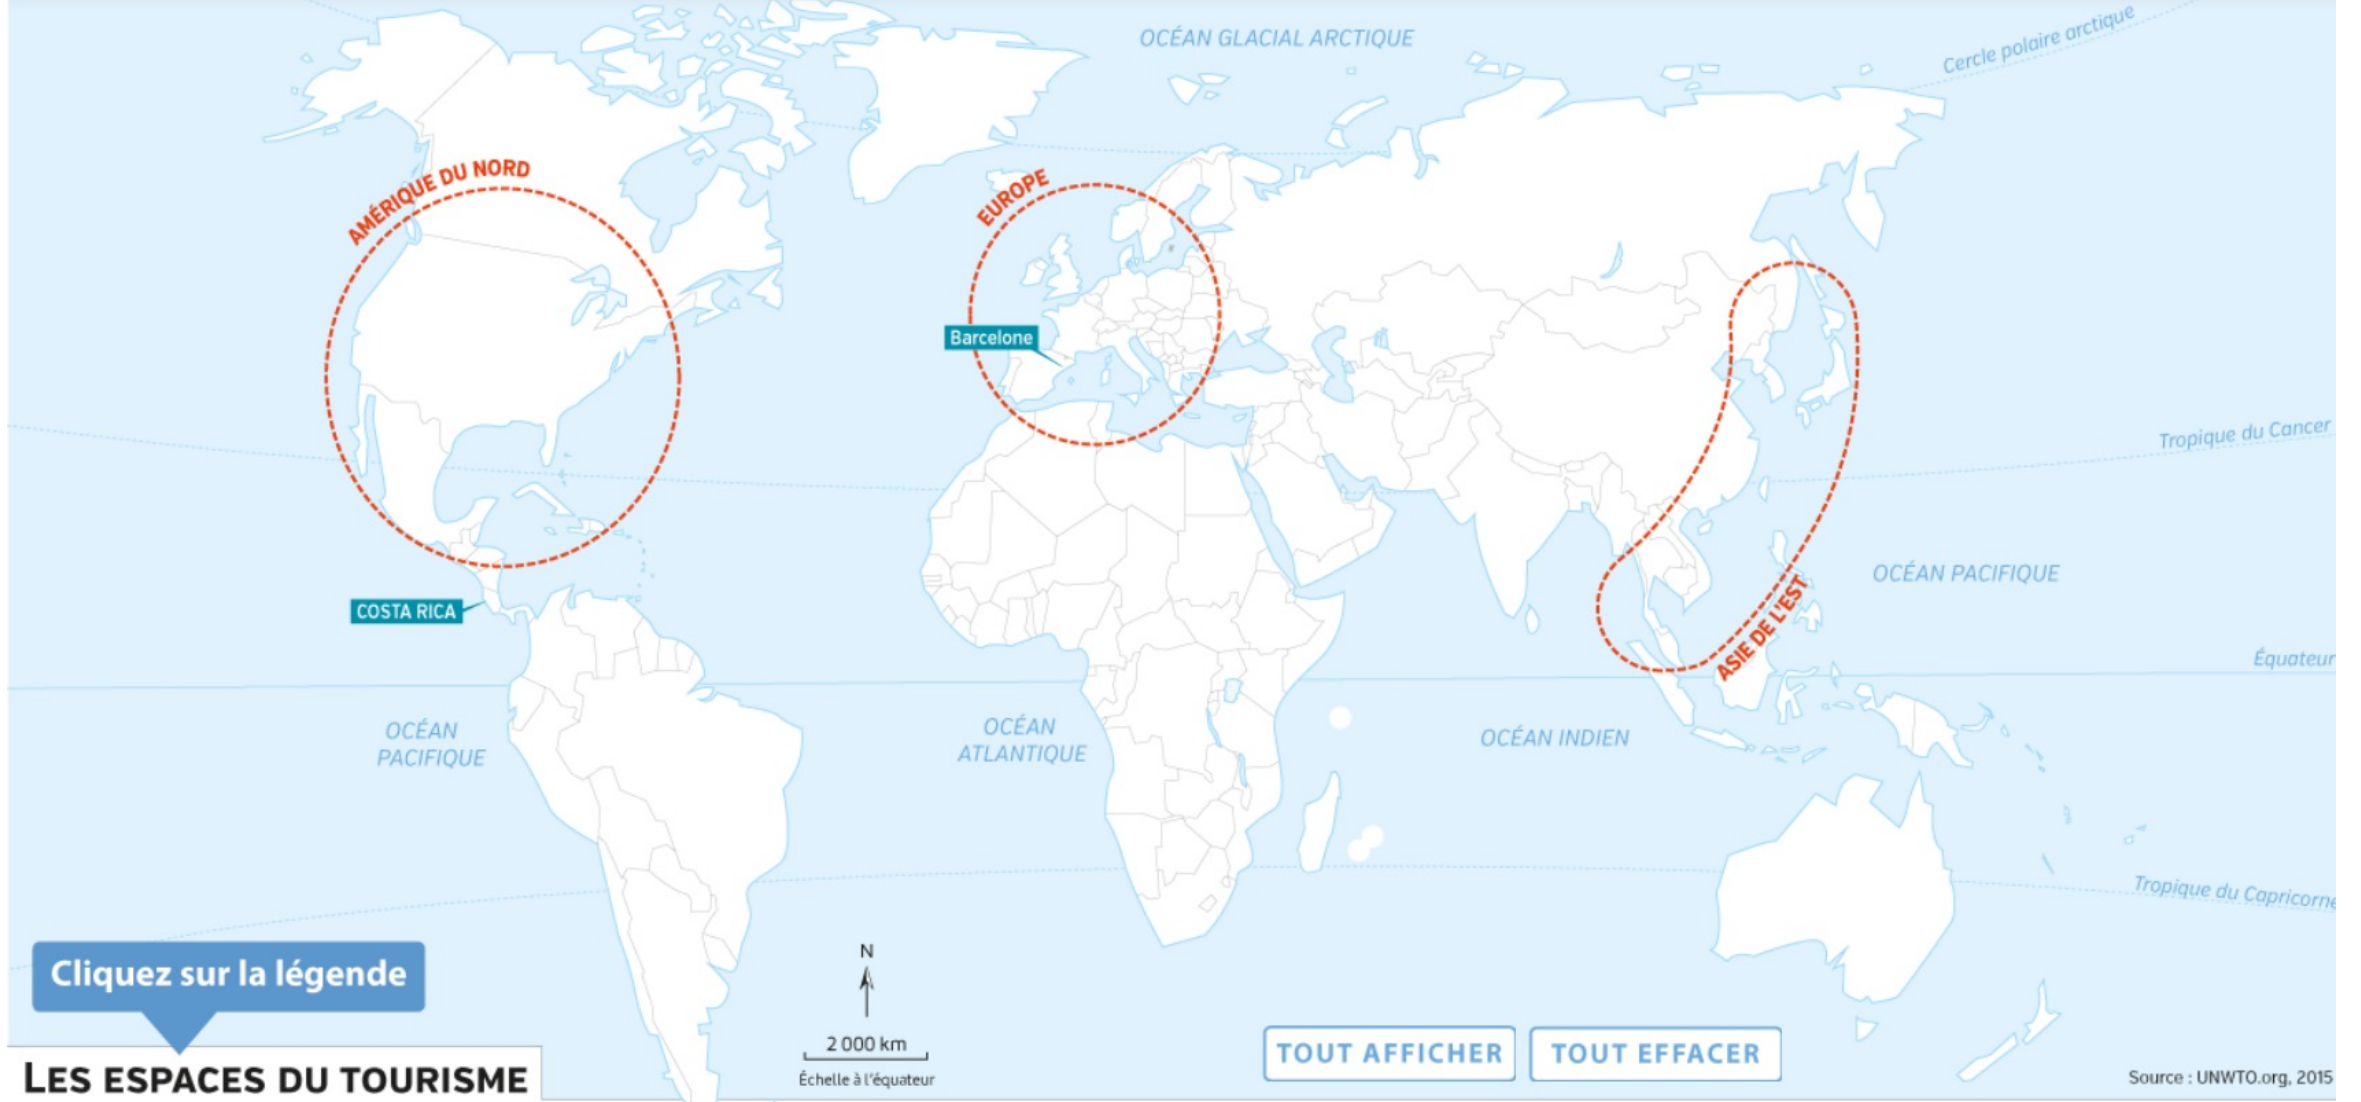 OCÉAN GLACIAL ARCTIQUE
Cercle polaire arctique
AMÉRIQUE DU NORD
EUROPE
Barcelone
Tropique du Cancer
OCÉAN PACIFIQUE
COSTA RICA
ASIE DE L'EST
Équateur
OCÉAN
PACIFIQUE
OCÉAN
ATLANTIQUE
OCÉAN INDIEN
Tropique du Capricorne
Cliquez sur la légende
N
2 000 km
Échelle à l'équateur
TOUT AFFICHER
TOUT EFFACER
LES ESPACES DU TOURISME
Source : UNWTO.org, 2015